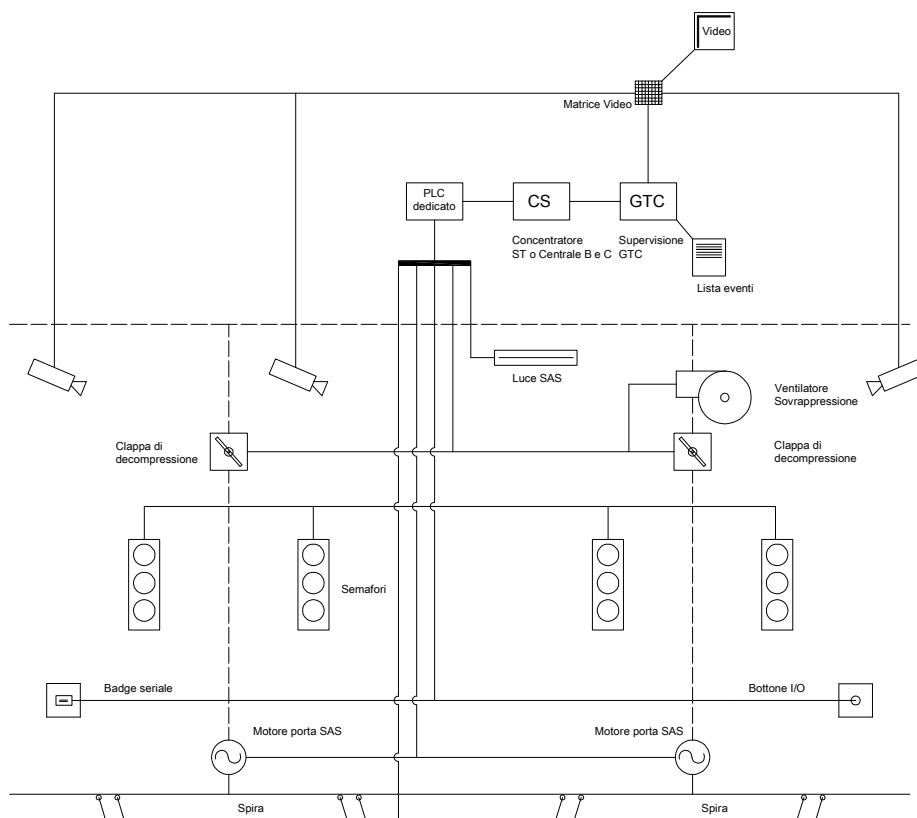 Video
Matrice Video
PLC
dedicato
CS
GTC
Concentratore
ST o Centrale B e C
Supervisione
GTC
Lista eventi
Luce SAS
Ventilatore
Sovrappressione
Clappa di
decompressione
Clappa di
decompressione
Semafori
Badge seriale
Bottone I/O
Motore porta SAS
Motore porta SAS
Spira
Spira